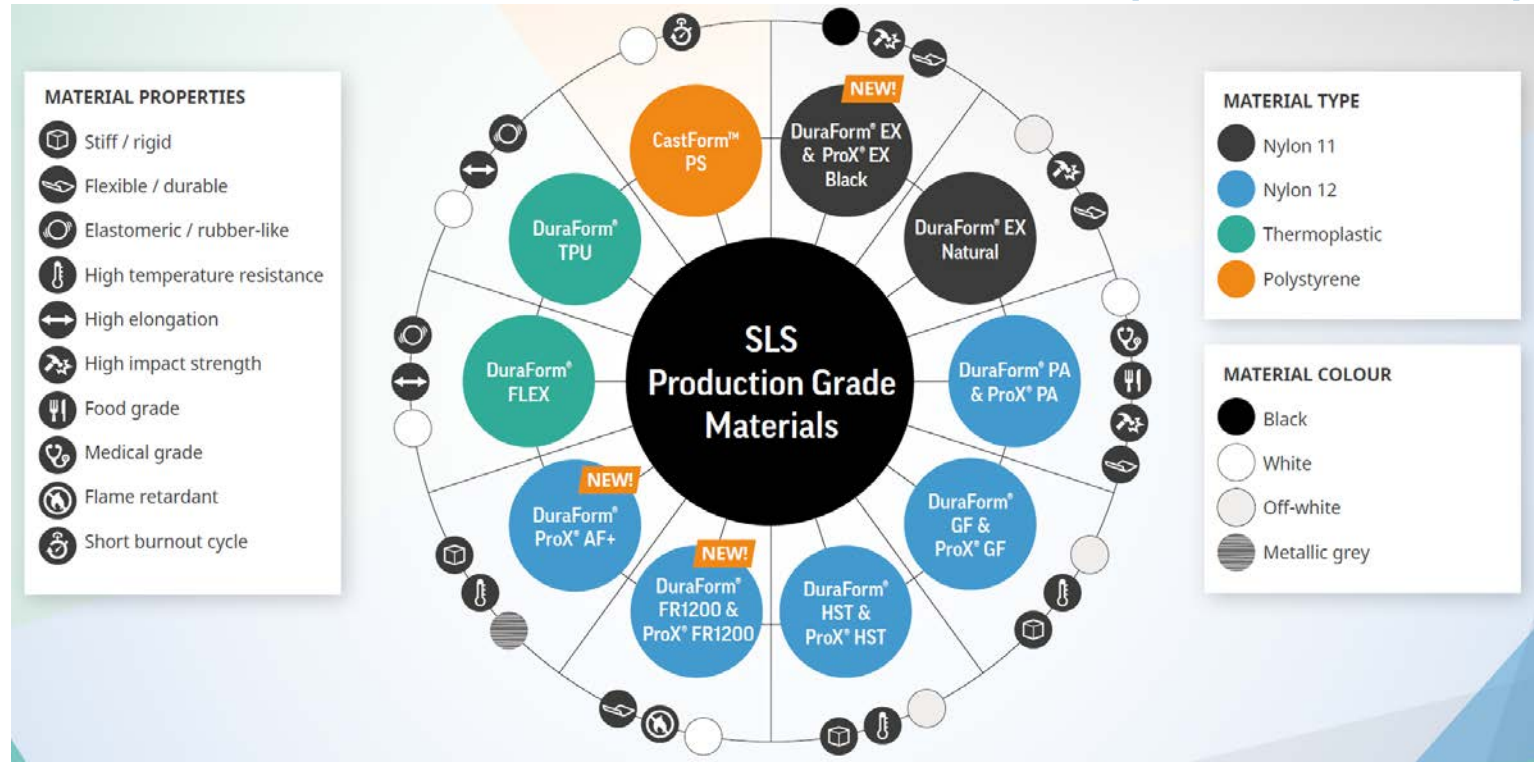 MATERIAL PROPERTIES
Stiff / rigid
Flexible / durable
Elastomeric / rubber-like
High temperature resistance
High elongation
High impact strength
Food grade
Medical grade
Flame retardant
Short burnout cycle
CastForm™
PS
NEW!
DuraForm® EX
& ProX® EX
Black
DuraForm® EX
Natural
DuraForm® PA
& ProX® PA
DuraForm®
GF &
ProX® GF
DuraForm®
HST &
ProX® HST
NEW!
DuraForm®
FR1200 &
ProX® FR1200
NEW!
DuraForm®
ProX® AF+
DuraForm®
FLEX
DuraForm®
TPU
SLS
Production Grade
Materials
MATERIAL TYPE
Nylon 11
Nylon 12
Thermoplastic
Polystyrene
MATERIAL COLOUR
Black
White
Off-white
Metallic grey